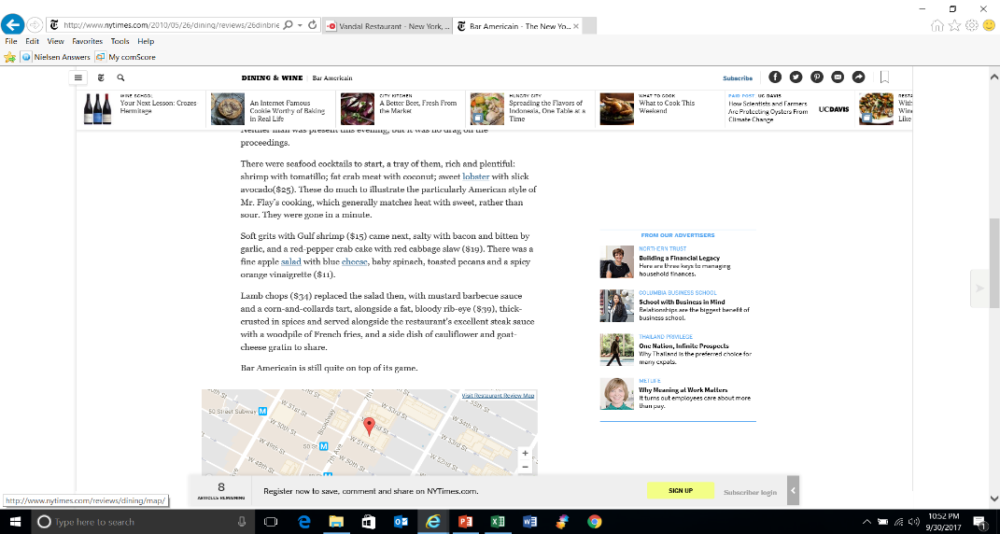 http://www.nytimes.com/2010/05/26/dining/reviews/26dinbrie
Vandal Restaurant - New York, ...
Bar Americain - The New Yo...
File Edit View Favorites Tools Help
Nielsen Answers My comScore
DINING & WINE Bar Americain
Subscribe
WINE SCHOOL
Your Next Lesson: Crozes
Hermitage
An Internet-Famous
Cookie Worthy of Baking
in Real Life
CITY KITCHEN
A Better Beet, Fresh From
the Market
HUNGRY CITY
Spreading the Flavors of
Indonesia, One Table at a
Time
WHAT TO COOK
What to Cook This
Weekend
PAID POST: UC DAVIS
How Scientists and Farmers
Are Protecting Oysters From
Climate Change
UCDAVIS
RESTA
With
Wine
Like
Neither man was present this evening, but it was no drag on the
proceedings.
There were seafood cocktails to start, a tray of them, rich and plentiful:
shrimp with tomatillo; fat crab meat with coconut; sweet lobster with slick
avocado($25). These do much to illustrate the particularly American style of
Mr. Flay's cooking, which generally matches heat with sweet, rather than
sour. They were gone in a minute.
Soft grits with Gulf shrimp ($15) came next, salty with bacon and bitten by
garlic, and a red-pepper crab cake with red cabbage slaw ($19). There was a
fine apple salad with blue cheese, baby spinach, toasted pecans and a spicy
orange vinaigrette ($11).
Lamb chops ($34) replaced the salad then, with mustard barbecue sauce
and a corn-and-collards tart, alongside a fat, bloody rib-eye ($39), thick-
crusted in spices and served alongside the restaurant's excellent steak sauce
with a woodpile of French fries, and a side dish of cauliflower and goat-
cheese gratin to share.
Bar Americain is still quite on top of its game.
FROM OUR ADVERTISERS
NORTHERN TRUST
Building a Financial Legacy
Here are three keys to managing
household finances.
COLUMBIA BUSINESS SCHOOL
School with Business in Mind
Relationships are the biggest benefit of
business school.
THAILAND PRIVILEGE
One Nation, Infinite Prospects
Why Thailand is the preferred choice for
many expats.
METLIFE
Why Meaning at Work Matters
It turns out employees care about more
than pay.
Visit Restaurant Review Map
50 Street Subway
W 51st St
W 50th St
W 49th St
Broadway
7th Ave
50 St
W 51st St
W 54th St
W 53rd St
W 52nd St
+
−
8
ARTICLES REMAINING
Register now to save, comment and share on NYTimes.com.
SIGN UP
Subscriber login
http://www.nytimes.com/reviews/dining/map/
Type here to search
10:52 PM
9/30/2017